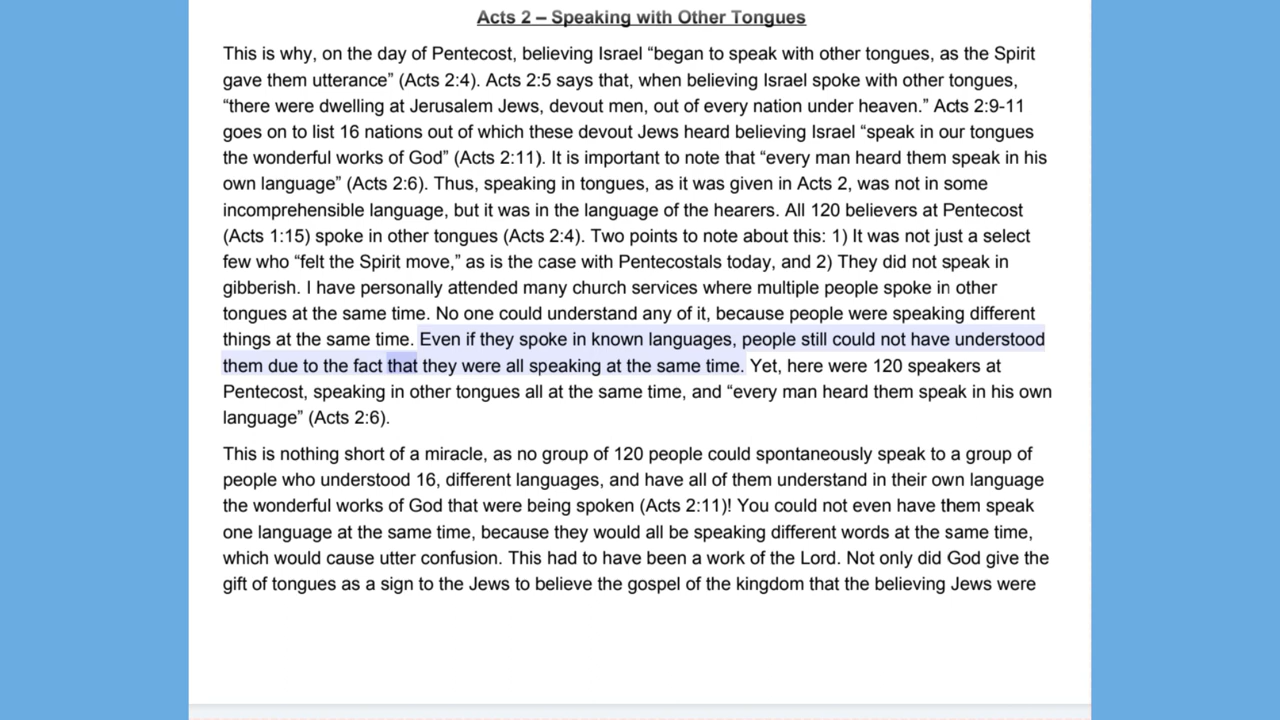 Acts 2 – Speaking with Other Tongues
This is why, on the day of Pentecost, believing Israel “began to speak with other tongues, as the Spirit
gave them utterance” (Acts 2:4). Acts 2:5 says that, when believing Israel spoke with other tongues,
“there were dwelling at Jerusalem Jews, devout men, out of every nation under heaven.” Acts 2:9-11
goes on to list 16 nations out of which these devout Jews heard believing Israel “speak in our tongues
the wonderful works of God” (Acts 2:11). It is important to note that “every man heard them speak in his
own language” (Acts 2:6). Thus, speaking in tongues, as it was given in Acts 2, was not in some
incomprehensible language, but it was in the language of the hearers. All 120 believers at Pentecost
(Acts 1:15) spoke in other tongues (Acts 2:4). Two points to note about this: 1) It was not just a select
few who “felt the Spirit move,” as is the case with Pentecostals today, and 2) They did not speak in
gibberish. I have personally attended many church services where multiple people spoke in other
tongues at the same time. No one could understand any of it, because people were speaking different
things at the same time. Even if they spoke in known languages, people still could not have understood
them due to the fact that they were all speaking at the same time. Yet, here were 120 speakers at
Pentecost, speaking in other tongues all at the same time, and “every man heard them speak in his own
language” (Acts 2:6).
This is nothing short of a miracle, as no group of 120 people could spontaneously speak to a group of
people who understood 16, different languages, and have all of them understand in their own language
the wonderful works of God that were being spoken (Acts 2:11)! You could not even have them speak
one language at the same time, because they would all be speaking different words at the same time,
which would cause utter confusion. This had to have been a work of the Lord. Not only did God give the
gift of tongues as a sign to the Jews to believe the gospel of the kingdom that the believing Jews were